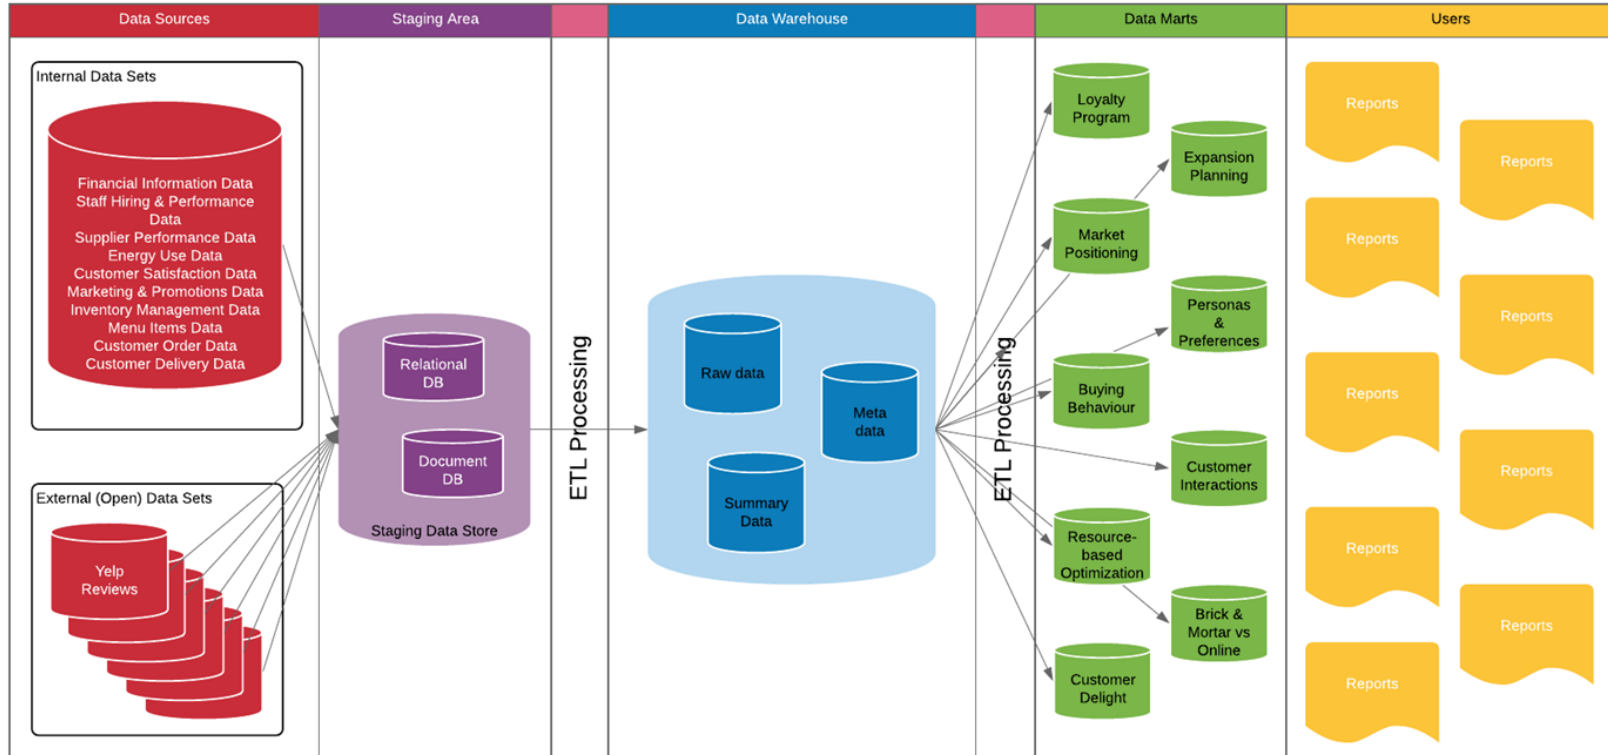 Data Sources
Staging Area
Data Warehouse
Data Marts
Users
Internal Data Sets
Financial Information Data
Staff Hiring & Performance
Data
Supplier Performance Data
Energy Use Data
Customer Satisfaction Data
Marketing & Promotions Data
Inventory Management Data
Menu Items Data
Customer Order Data
Customer Delivery Data
External (Open) Data Sets
Yelp
Reviews
Relational
DB
Document
DB
Staging Data Store
ETL Processing
Raw data
Meta
data
Summary
Data
ETL Processing
Loyalty
Program
Expansion
Planning
Market
Positioning
Personas
&
Preferences
Buying
Behaviour
Customer
Interactions
Resource-
based
Optimization
Brick &
Mortar vs
Online
Customer
Delight
Reports
Reports
Reports
Reports
Reports
Reports
Reports
Reports
Reports